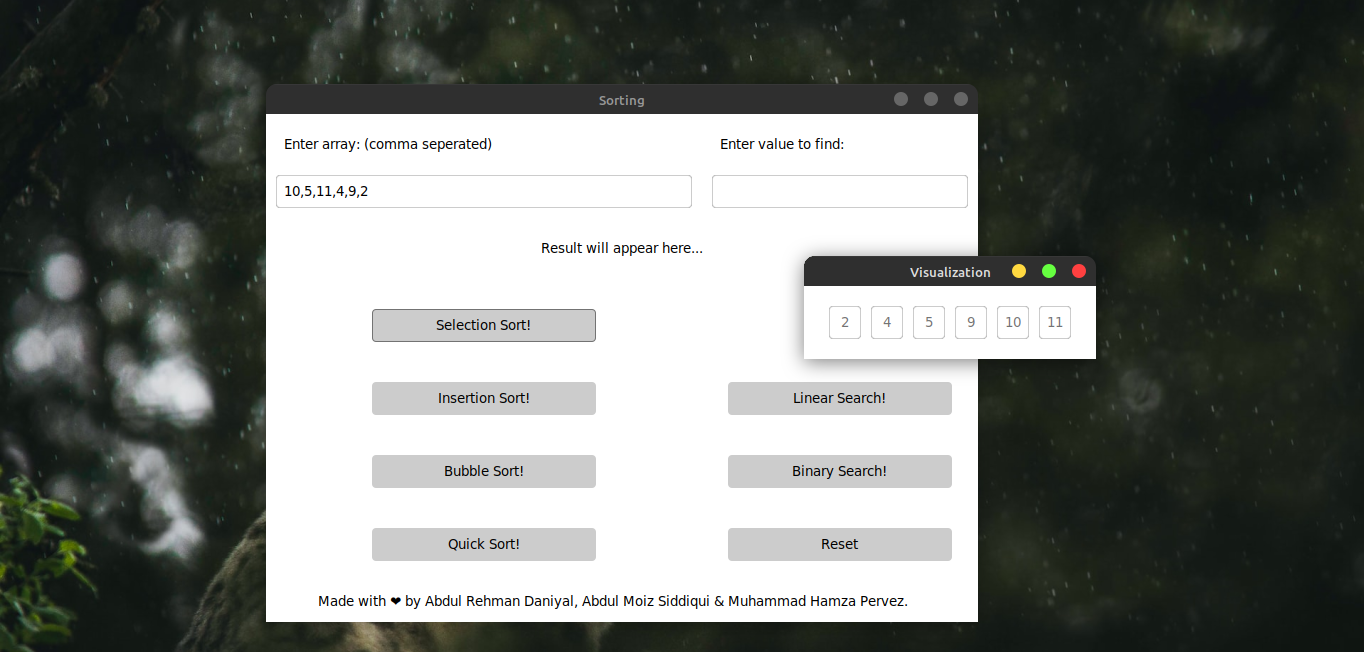 Sorting
Enter array: (comma seperated)
Enter value to find:
10,5,11,4,9,2
Result will appear here...
Visualization
2 4 5 9 10 11
Selection Sort!
Insertion Sort!
Linear Search!
Bubble Sort!
Binary Search!
Quick Sort!
Reset
Made with ❤ by Abdul Rehman Daniyal, Abdul Moiz Siddiqui & Muhammad Hamza Pervez.